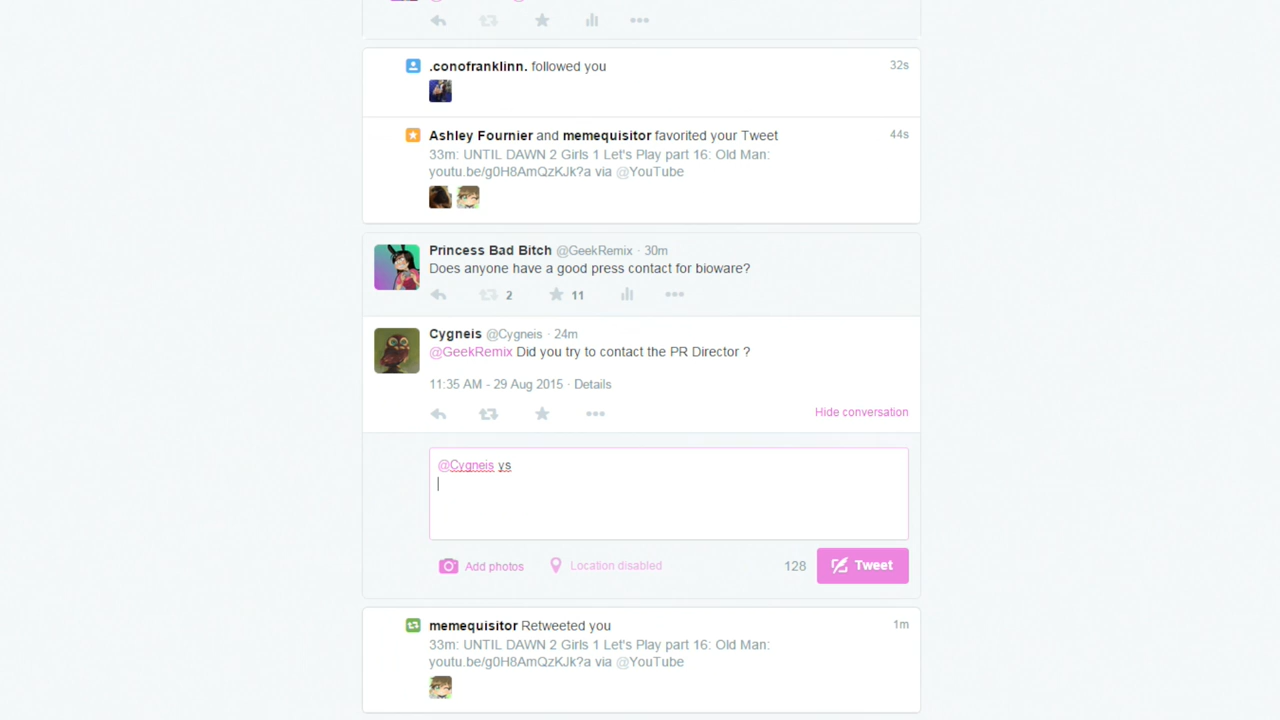 .conofranklinn. followed you 32s
Ashley Fournier and memequisitor favorited your Tweet 44s
33m: UNTIL DAWN 2 Girls 1 Let's Play part 16: Old Man:
youtu.be/g0H8AmQzKJk?a via @YouTube
Princess Bad Bitch @GeekRemix · 30m
Does anyone have a good press contact for bioware?
2 11
Cygneis @Cygneis · 24m
@GeekRemix Did you try to contact the PR Director ?
11:35 AM - 29 Aug 2015 · Details
Hide conversation
@Cygneis ys
Add photos Location disabled 128 Tweet
memequisitor Retweeted you 1m
33m: UNTIL DAWN 2 Girls 1 Let's Play part 16: Old Man:
youtu.be/g0H8AmQzKJk?a via @YouTube